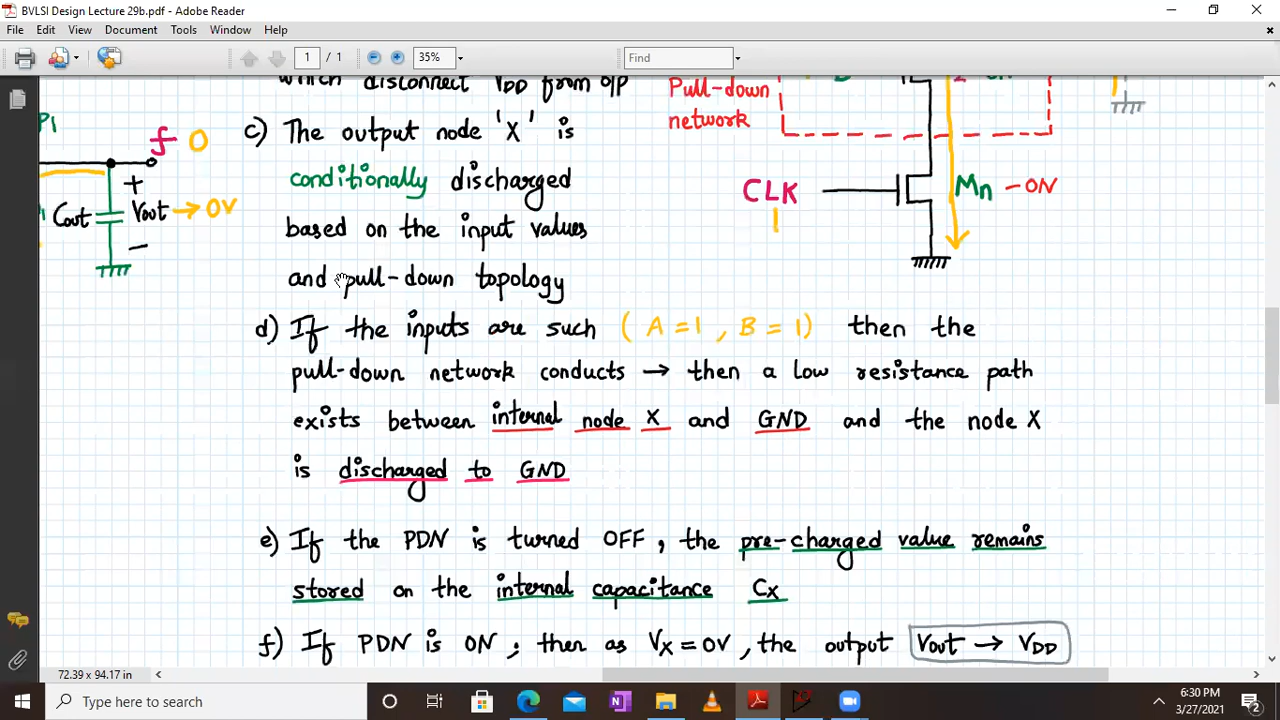 BVLSI Design Lecture 29b.pdf - Adobe Reader
File Edit View Document Tools Window Help
1 / 1 35% Find
which disconnect VDD from O/P
Pull-down
network
c) The output node 'X' is
conditionally discharged
based on the input values
and pull-down topology
f 0
+
Cout Vout → 0V
-
CLK
1
Mn - ON
d) If the inputs are such ( A = 1 , B = 1) then the
pull-down network conducts → then a low resistance path
exists between internal node X and GND and the node X
is discharged to GND
e) If the PDN is turned OFF, the pre-charged value remains
stored on the internal capacitance Cx
f) If PDN is ON, then as Vx = 0V, the output Vout → VDD
72.39 x 94.17 in
Type here to search
6:30 PM
3/27/2021
2